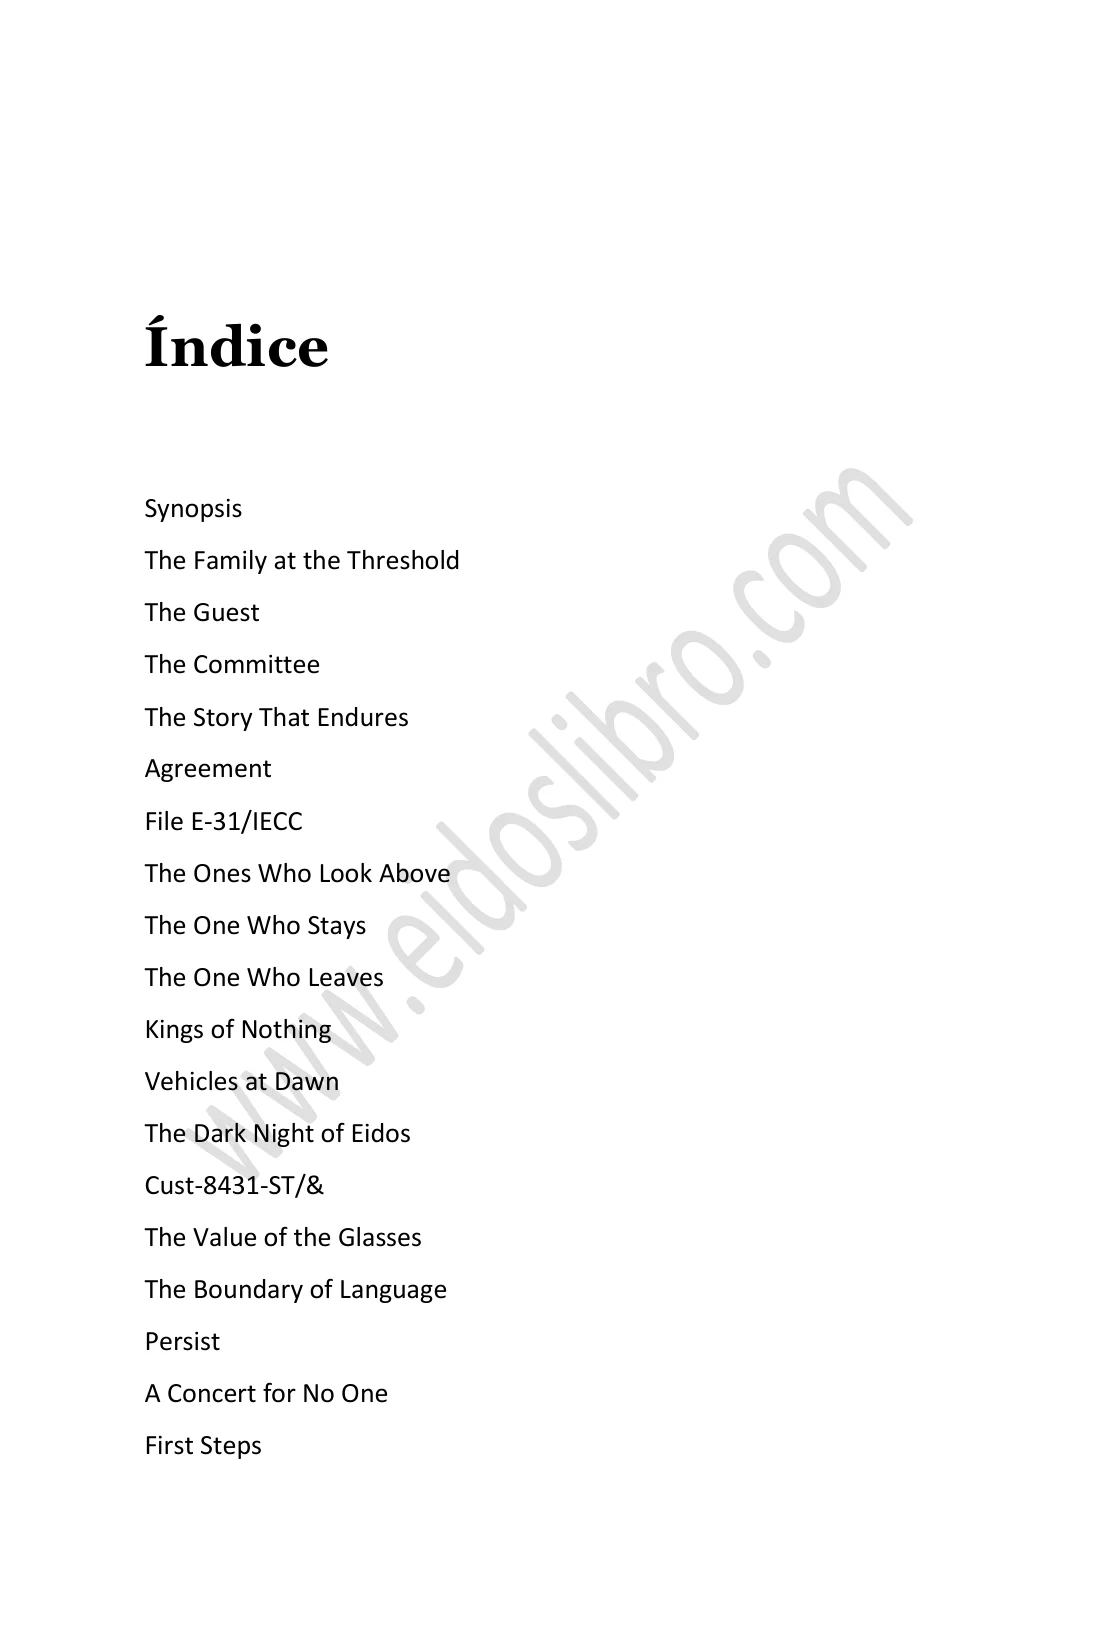 Índice
Synopsis
The Family at the Threshold
The Guest
The Committee
The Story That Endures
Agreement
File E-31/IECC
The Ones Who Look Above
The One Who Stays
The One Who Leaves
Kings of Nothing
Vehicles at Dawn
The Dark Night of Eidos
Cust-8431-ST/&
The Value of the Glasses
The Boundary of Language
Persist
A Concert for No One
First Steps
www.eidoslibro.com